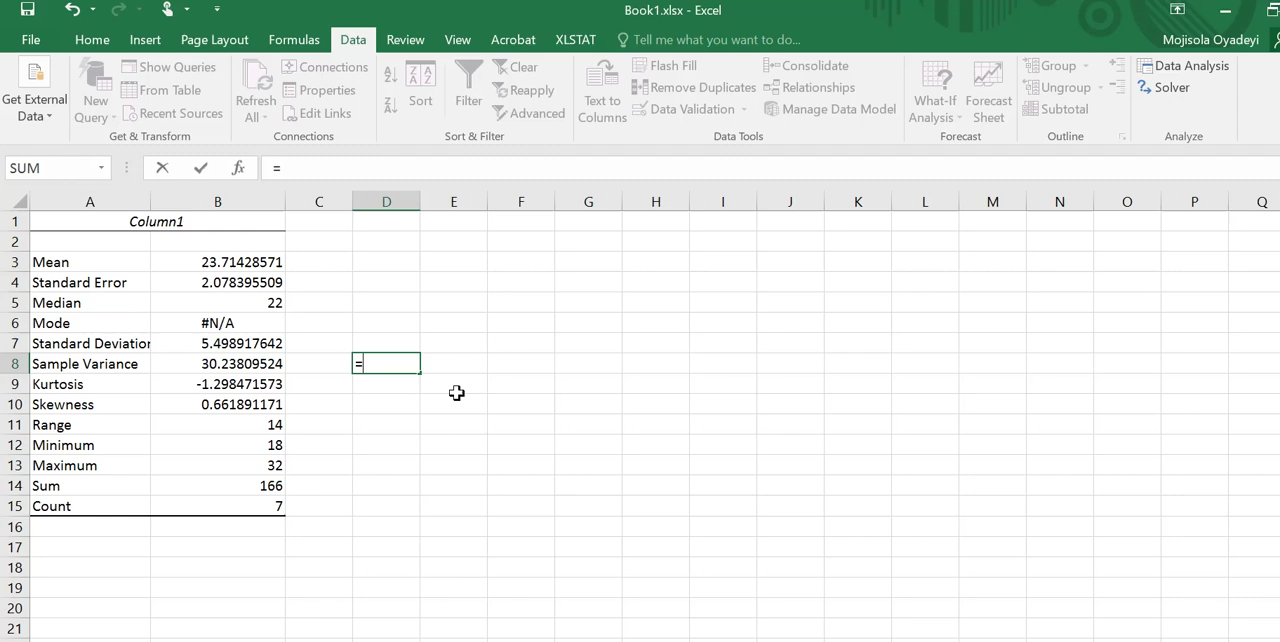 Book1.xlsx - Excel
File Home Insert Page Layout Formulas Data Review View Acrobat XLSTAT Tell me what you want to do... Mojisola Oyadeyi
Get External Data
New Query
Show Queries
From Table
Recent Sources
Get & Transform
Refresh All
Connections
Properties
Edit Links
Connections
Sort
Filter
Clear
Reapply
Advanced
Sort & Filter
Text to Columns
Flash Fill
Remove Duplicates
Data Validation
Consolidate
Relationships
Manage Data Model
Data Tools
What-If Analysis
Forecast Sheet
Forecast
Group
Ungroup
Subtotal
Outline
Data Analysis
Solver
Analyze
SUM fx =
A B C D E F G H I J K L M N O P Q
1 Column1
2
3 Mean 23.71428571
4 Standard Error 2.078395509
5 Median 22
6 Mode #N/A
7 Standard Deviation 5.498917642
8 Sample Variance 30.23809524 =
9 Kurtosis -1.298471573
10 Skewness 0.661891171
11 Range 14
12 Minimum 18
13 Maximum 32
14 Sum 166
15 Count 7
16
17
18
19
20
21